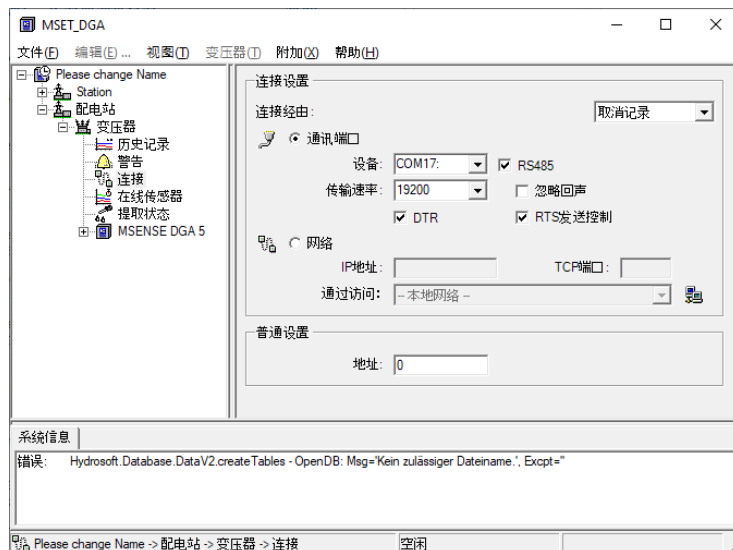 MSET_DGA
文件(F) 编辑(E) ... 视图(T) 变压器(T) 附加(X) 帮助(H)
Please change Name
Station
配电站
变压器
历史记录
警告
连接
在线传感器
提取状态
MSENSE DGA 5
连接设置
连接经由:
取消记录
通讯端口
设备: COM17: RS485
传输速率: 19200 忽略回声
DTR RTS发送控制
网络
IP地址: TCP端口:
通过访问: -- 本地网络 --
普通设置
地址: 0
系统信息
错误: Hydrosoft.Database.DataV2.createTables - OpenDB: Msg='Kein zulässiger Dateiname.', Excpt=''
Please change Name -> 配电站 -> 变压器 -> 连接 空闲